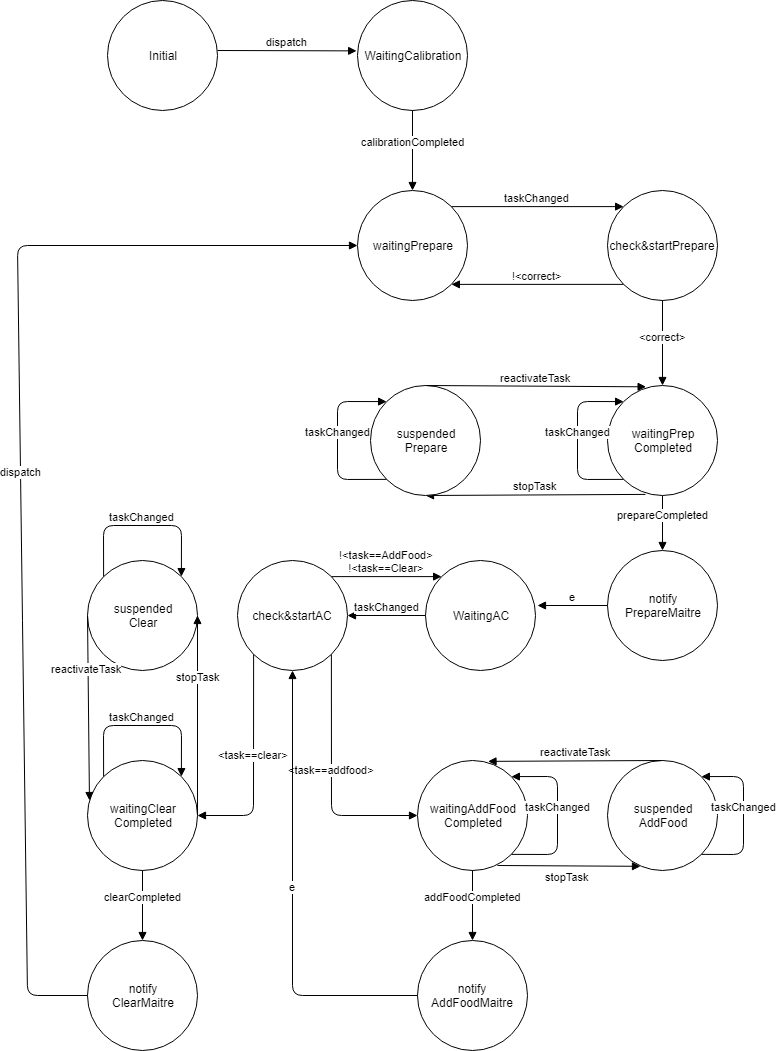 Initial
dispatch
WaitingCalibration
calibrationCompleted
waitingPrepare
taskChanged
check&startPrepare
!<correct>
<correct>
reactivateTask
taskChanged
suspended
Prepare
taskChanged
waitingPrep
Completed
stopTask
dispatch
prepareCompleted
taskChanged
!<task==AddFood>
!<task==Clear>
suspended
Clear
check&startAC
taskChanged
WaitingAC
e
notify
PrepareMaitre
reactivateTask
stopTask
taskChanged
<task==clear>
<task==addfood>
reactivateTask
waitingClear
Completed
waitingAddFood
Completed
taskChanged
suspended
AddFood
taskChanged
stopTask
clearCompleted
e
addFoodCompleted
notify
ClearMaitre
notify
AddFoodMaitre